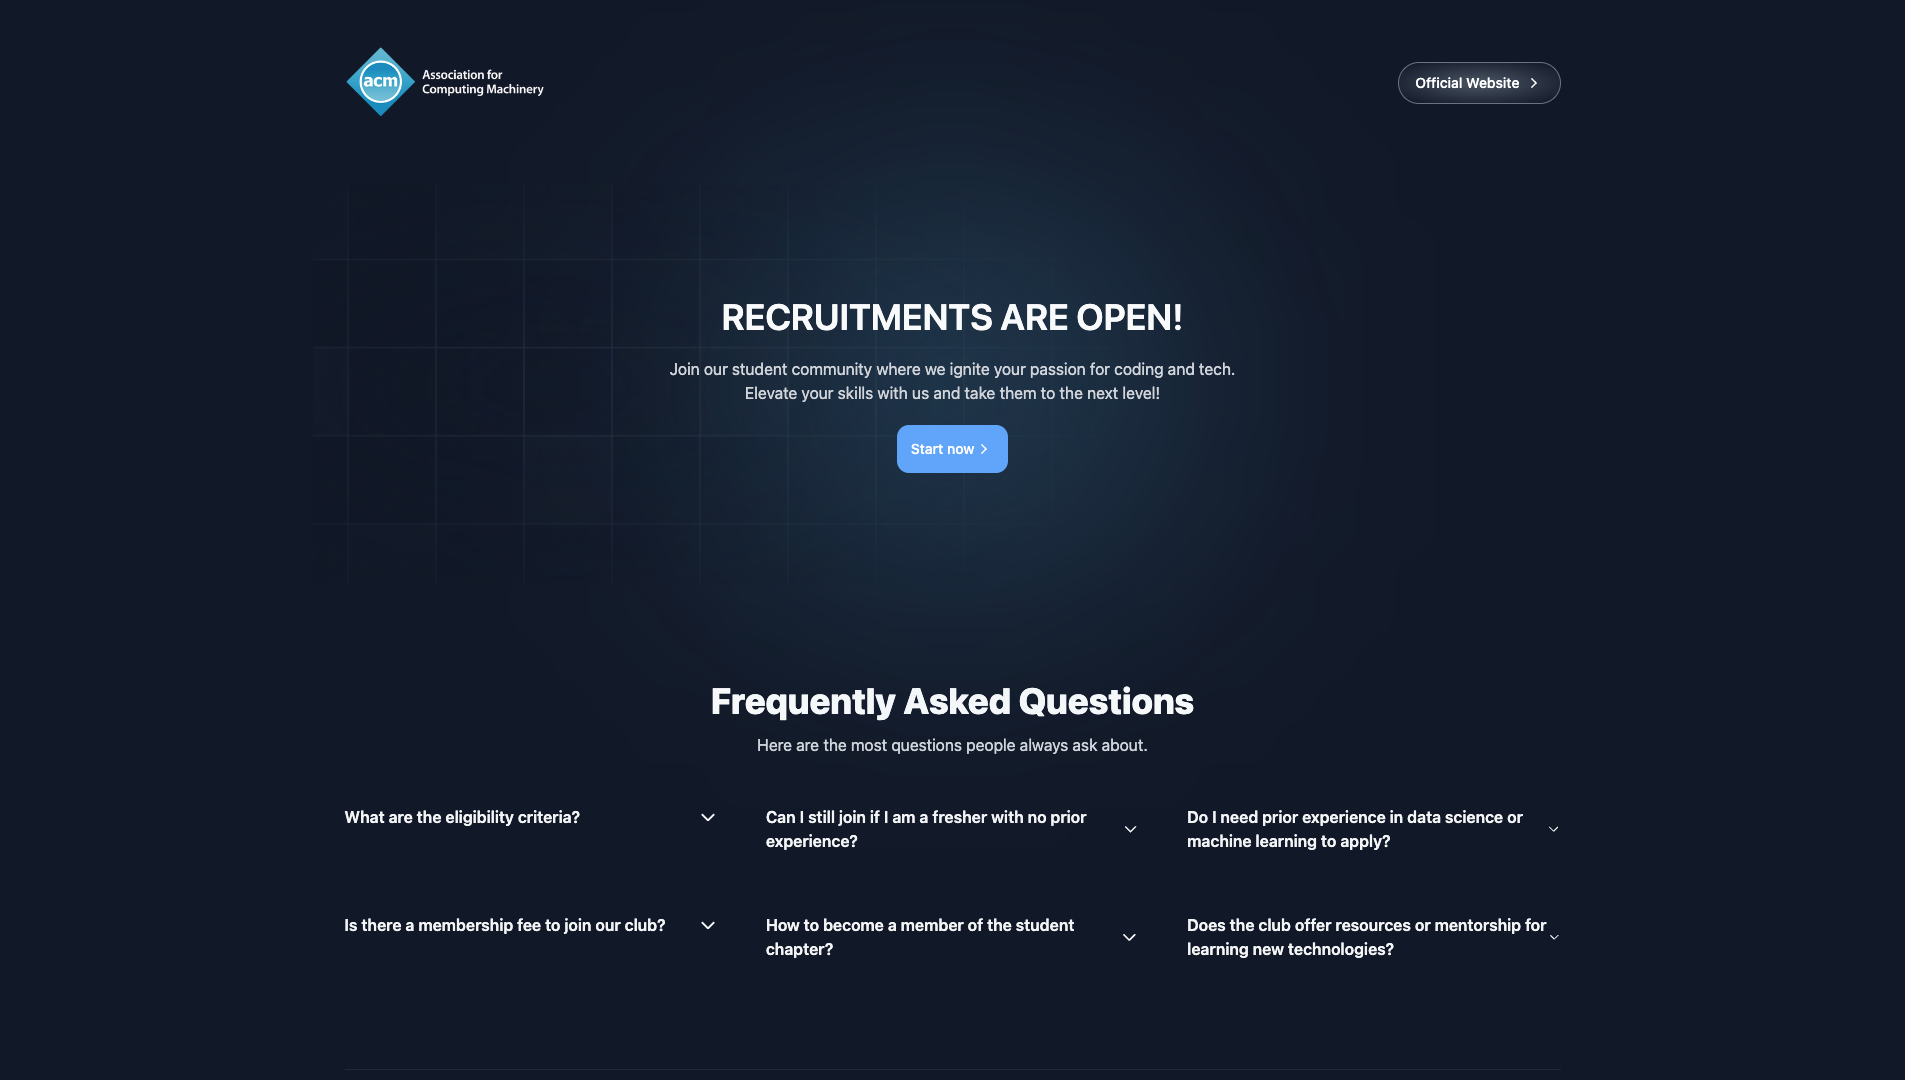 acm
Association for
Computing Machinery
Official Website
RECRUITMENTS ARE OPEN!
Join our student community where we ignite your passion for coding and tech.
Elevate your skills with us and take them to the next level!
Start now
Frequently Asked Questions
Here are the most questions people always ask about.
What are the eligibility criteria?
Can I still join if I am a fresher with no prior
experience?
Do I need prior experience in data science or
machine learning to apply?
Is there a membership fee to join our club?
How to become a member of the student
chapter?
Does the club offer resources or mentorship for
learning new technologies?